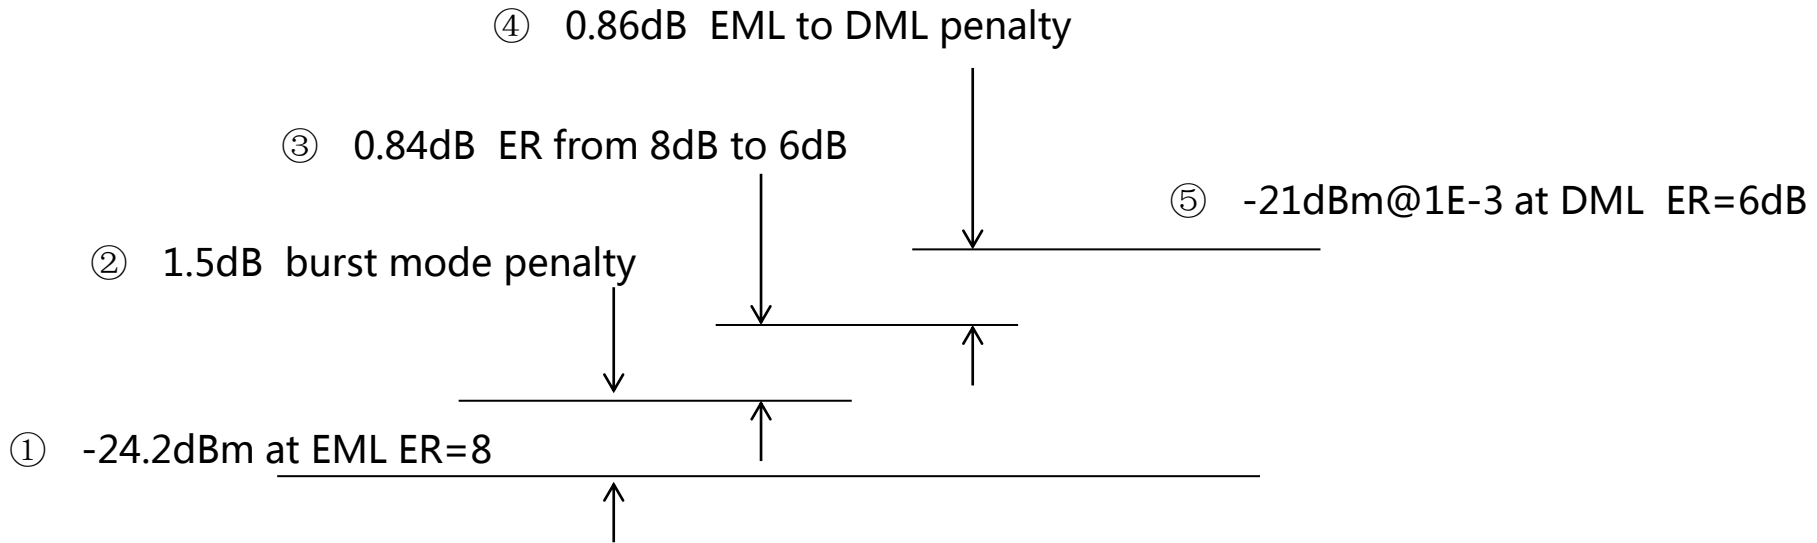 ④ 0.86dB EML to DML penalty
③ 0.84dB ER from 8dB to 6dB
⑤ -21dBm@1E-3 at DML ER=6dB
② 1.5dB burst mode penalty
① -24.2dBm at EML ER=8